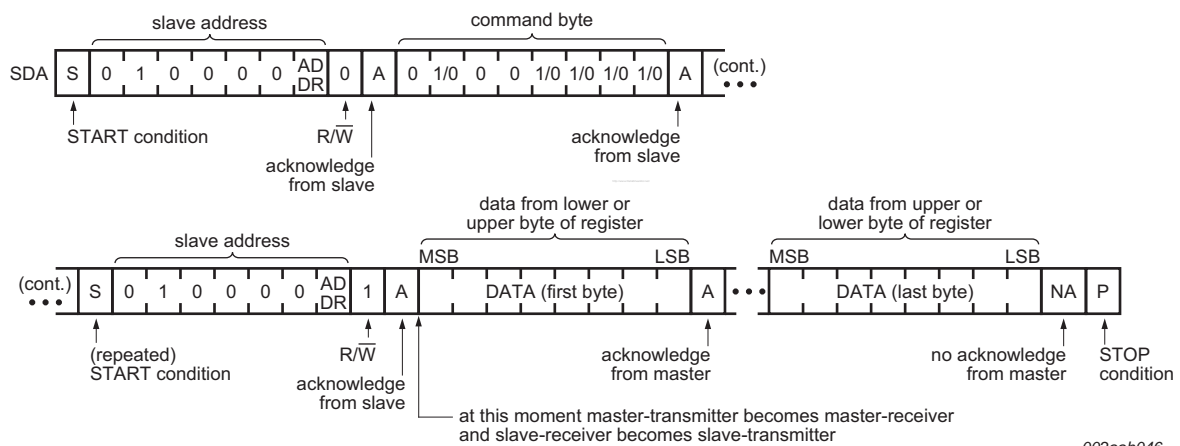 slave address command byte
SDA S 0 1 0 0 0 0 AD DR 0 A 0 1/0 0 0 1/0 1/0 1/0 1/0 A (cont.)
START condition R/W
acknowledge from slave
acknowledge from slave
data from lower or upper byte of register
data from upper or lower byte of register
slave address
MSB LSB MSB LSB
(cont.) S 0 1 0 0 0 0 AD DR 1 A DATA (first byte) A DATA (last byte) NA P
(repeated) START condition
R/W
acknowledge from slave
acknowledge from master
no acknowledge from master
STOP condition
at this moment master-transmitter becomes master-receiver
and slave-receiver becomes slave-transmitter